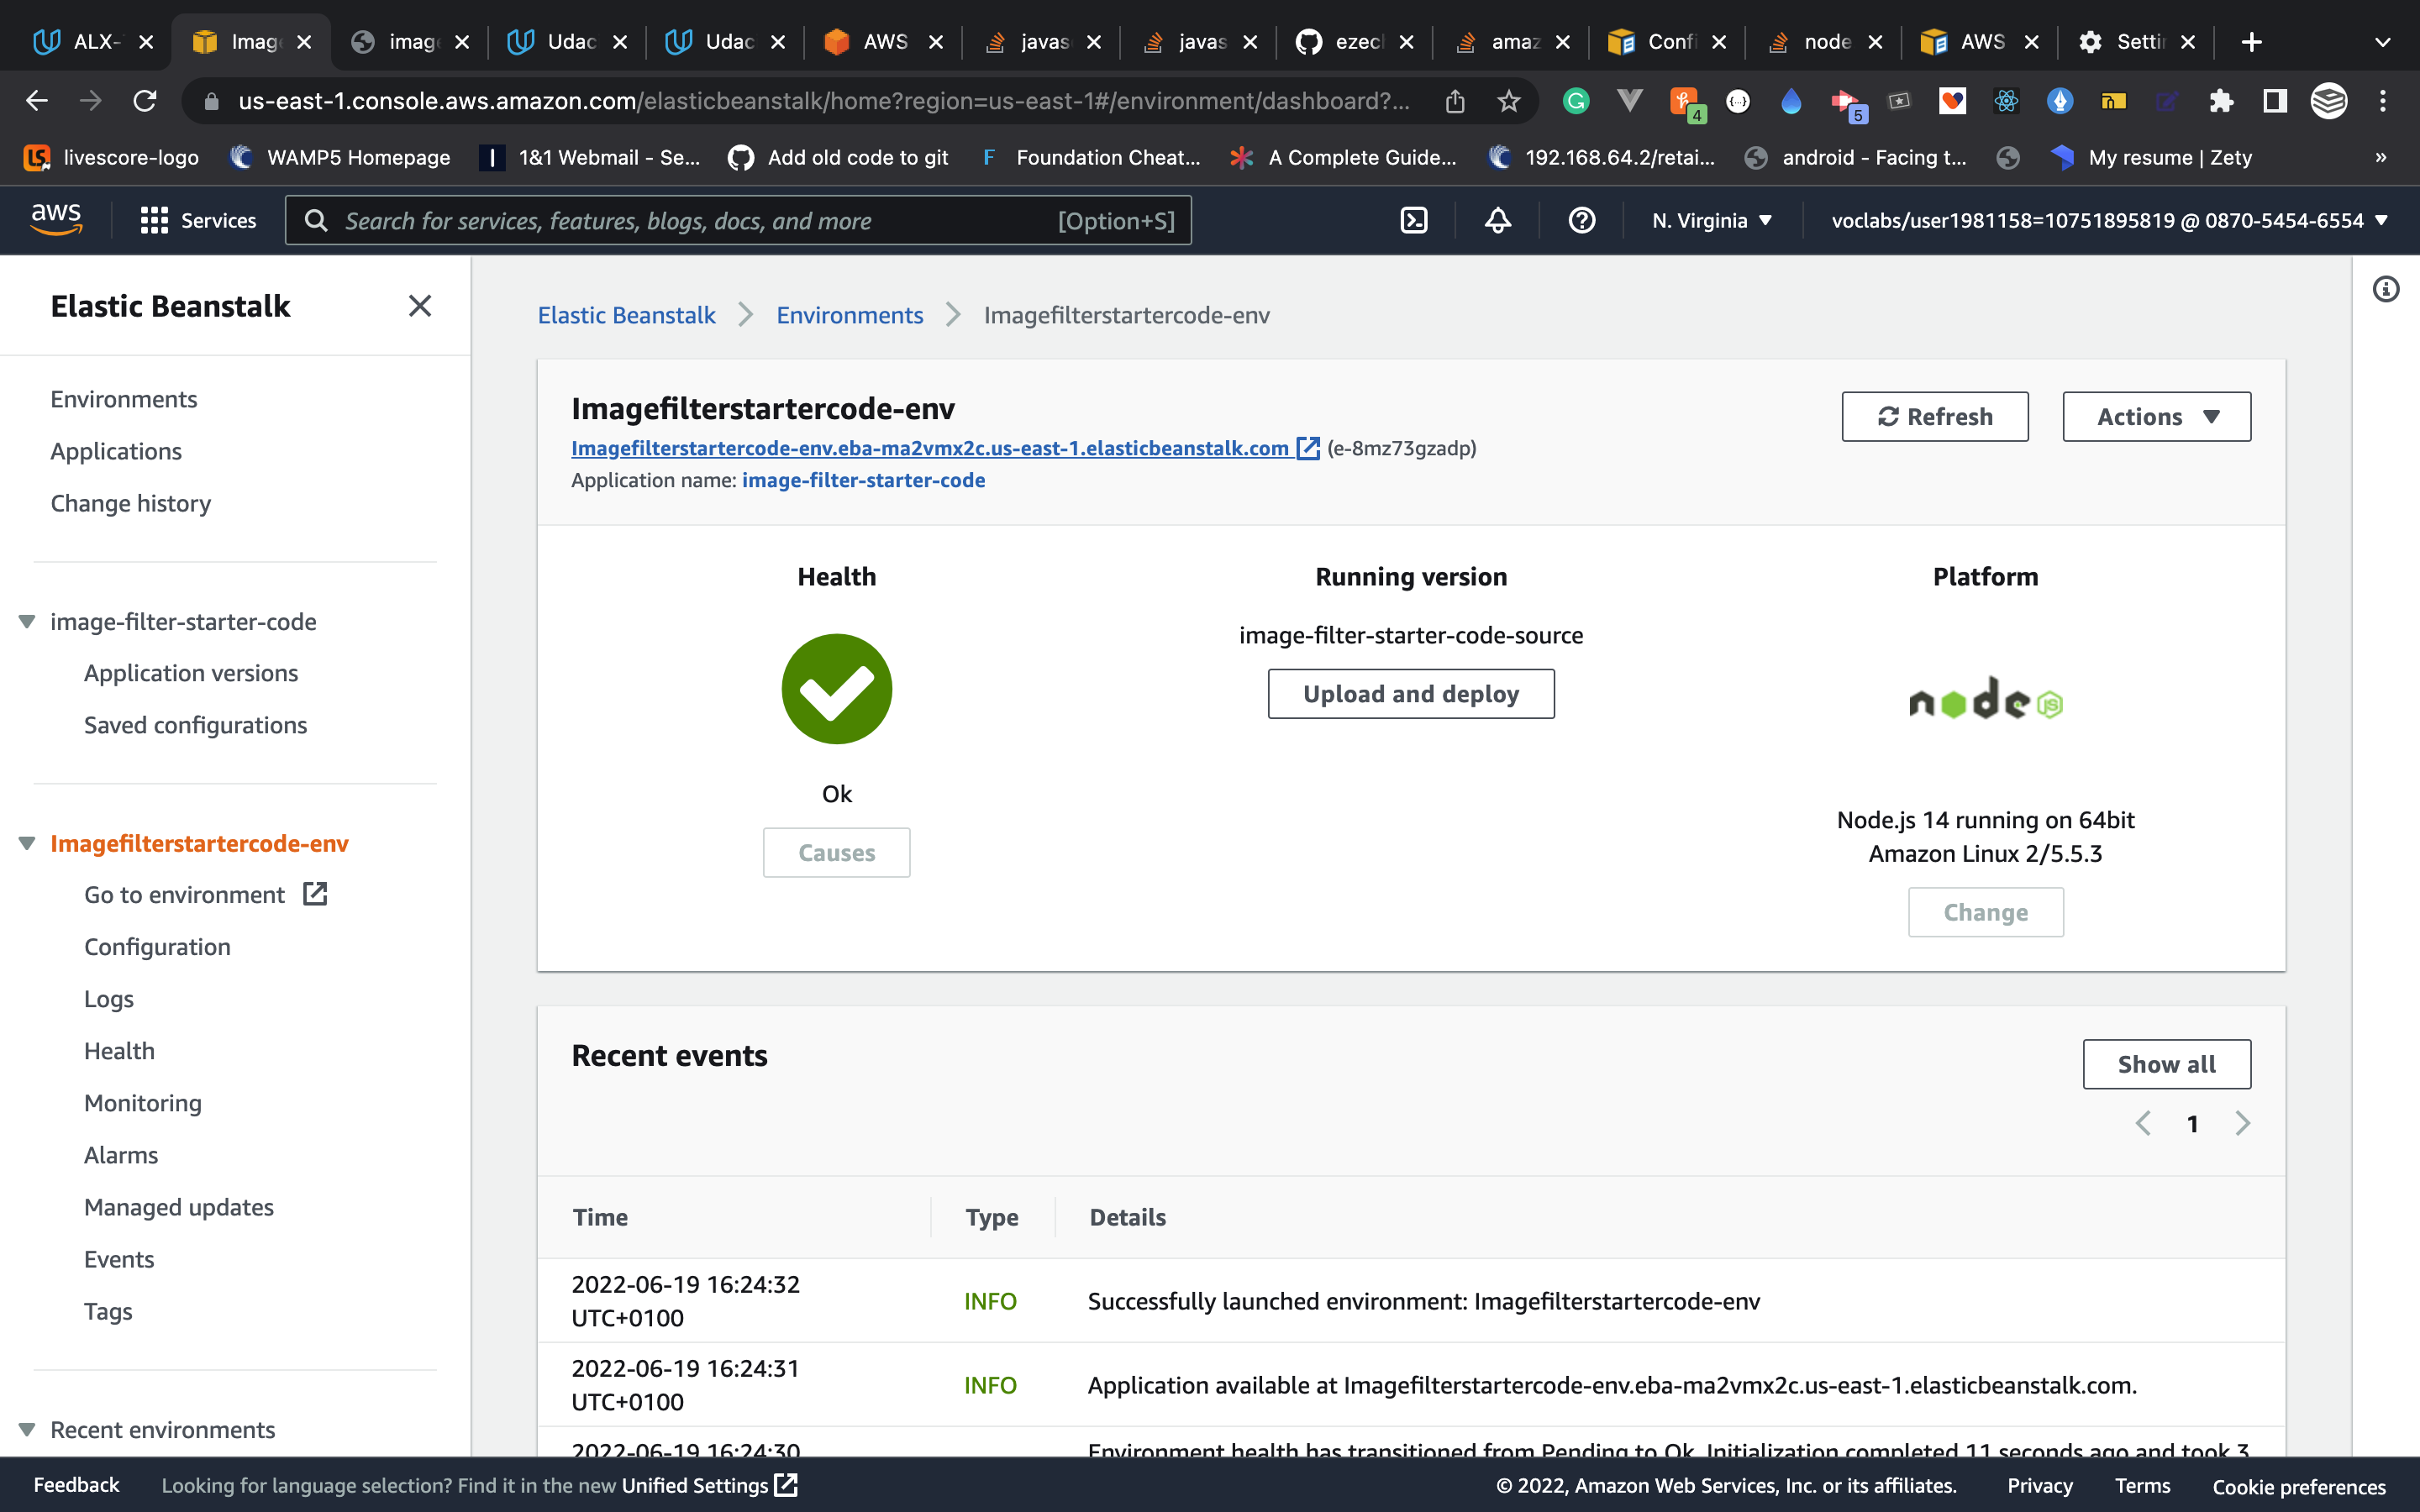 ALX-
Imag
imag
Udac
Udac
AWS
javas
javas
ezec
amaz
Confi
node
AWS
Settin
us-east-1.console.aws.amazon.com/elasticbeanstalk/home?region=us-east-1#/environment/dashboard?...
4
5
livescore-logo
WAMP5 Homepage
1&1 Webmail - Se...
Add old code to git
F Foundation Cheat...
A Complete Guide...
192.168.64.2/retai...
android - Facing t...
My resume | Zety
»
aws
Services
Search for services, features, blogs, docs, and more [Option+S]
N. Virginia
voclabs/user1981158=10751895819 @ 0870-5454-6554
Elastic Beanstalk
Environments
Applications
Change history
image-filter-starter-code
Application versions
Saved configurations
Imagefilterstartercode-env
Go to environment
Configuration
Logs
Health
Monitoring
Alarms
Managed updates
Events
Tags
Recent environments
Elastic Beanstalk > Environments > Imagefilterstartercode-env
Imagefilterstartercode-env
Imagefilterstartercode-env.eba-ma2vmx2c.us-east-1.elasticbeanstalk.com (e-8mz73gzadp)
Application name: image-filter-starter-code
Refresh
Actions
Health
Ok
Causes
Running version
image-filter-starter-code-source
Upload and deploy
Platform
node JS
Node.js 14 running on 64bit
Amazon Linux 2/5.5.3
Change
Recent events
Show all
1
Time Type Details
2022-06-19 16:24:32
UTC+0100
INFO
Successfully launched environment: Imagefilterstartercode-env
2022-06-19 16:24:31
UTC+0100
INFO
Application available at Imagefilterstartercode-env.eba-ma2vmx2c.us-east-1.elasticbeanstalk.com.
2022-06-19 16:24:30
Environment health has transitioned from Pending to Ok. Initialization completed 11 seconds ago and took 3
Feedback
Looking for language selection? Find it in the new Unified Settings
© 2022, Amazon Web Services, Inc. or its affiliates.
Privacy
Terms
Cookie preferences